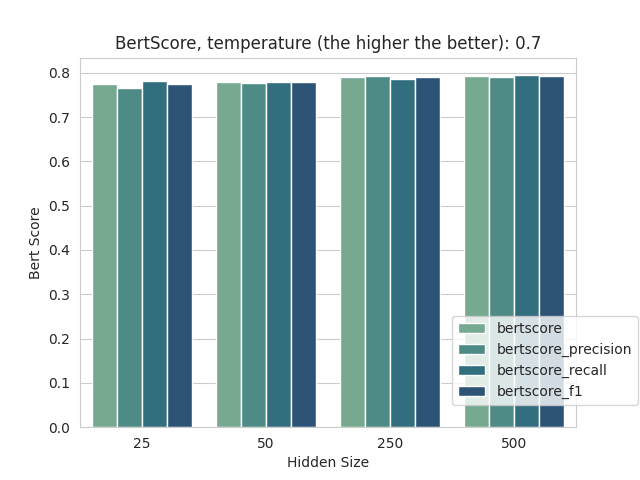 BertScore, temperature (the higher the better): 0.7
Bert Score
0.8
0.7
0.6
0.5
0.4
0.3
0.2
0.1
0.0
25 50 250 500
Hidden Size
bertscore
bertscore_precision
bertscore_recall
bertscore_f1